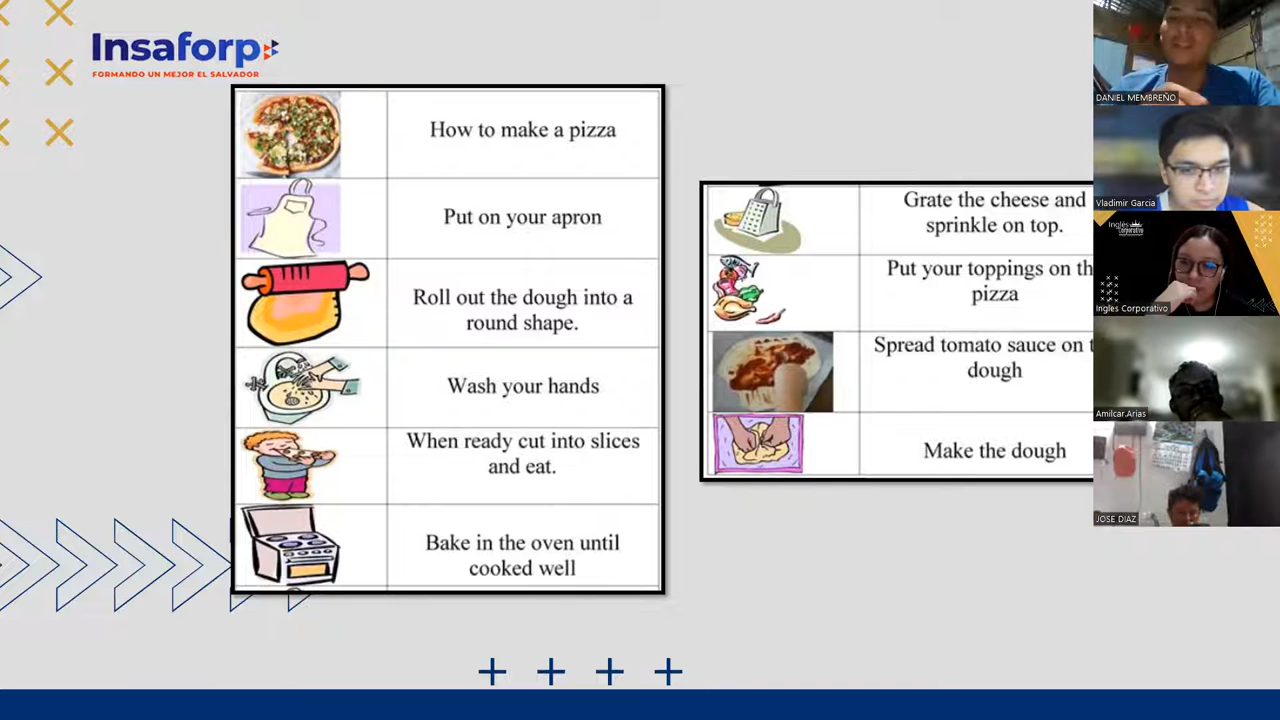 Insaforp
FORMANDO UN MEJOR EL SALVADOR
How to make a pizza
Put on your apron
Roll out the dough into a
round shape.
Wash your hands
When ready cut into slices
and eat.
Bake in the oven until
cooked well
Grate the cheese and
sprinkle on top.
Put your toppings on th
pizza
Spread tomato sauce on t
dough
Make the dough
DANIEL MEMBREÑO
Vladimir Garcia
Inglés
Corporativo
Ingles Corporativo
Amilcar.Arias
JOSE DIAZ